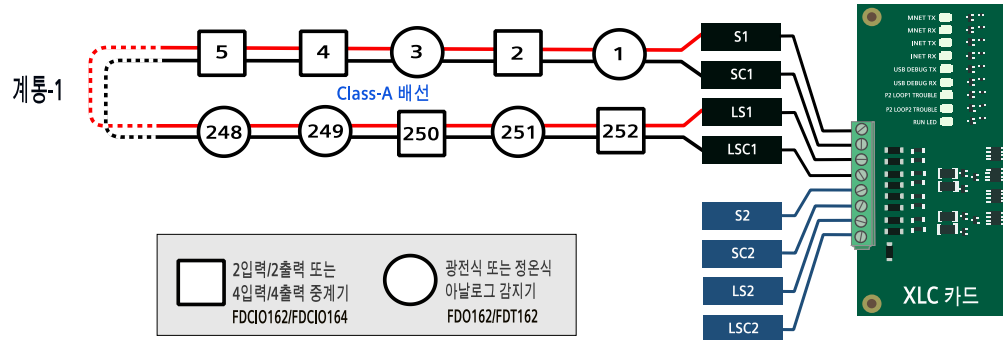 계통-1
5
4
3
2
1
Class-A 배선
248
249
250
251
252
S1
SC1
LS1
LSC1
S2
SC2
LS2
LSC2
MNET TX
MNET RX
JNET TX
JNET RX
USB DEBUG TX
USB DEBUG RX
P2 LOOP1 TROUBLE
P2 LOOP2 TROUBLE
RUN LED
XLC 카드
2입력/2출력 또는
4입력/4출력 중계기
FDCIO162/FDCIO164
광전식 또는 정온식
아날로그 감지기
FDO162/FDT162